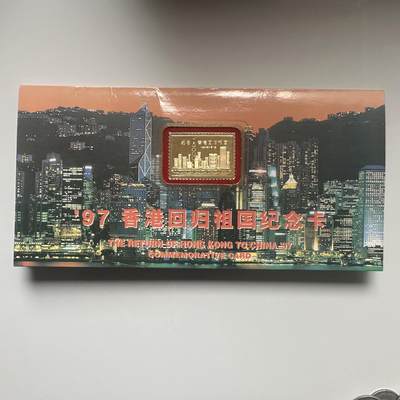 '97 香港回归祖国纪念卡
THE RETURN OF HONG KONG TO CHINA '97
COMMEMORATIVE CARD